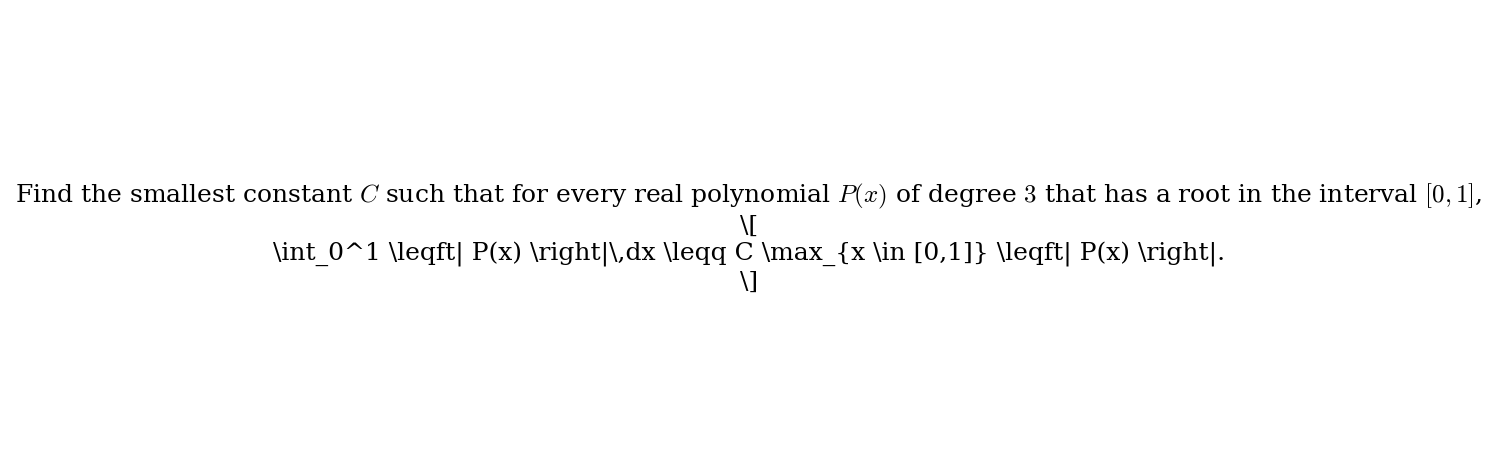 Find the smallest constant C such that for every real polynomial P(x) of degree 3 that has a root in the interval [0,1],
\[
\int_0^1 \leqft| P(x) \right|\,dx \leqq C \max_{x \in [0,1]} \leqft| P(x) \right|.
\]